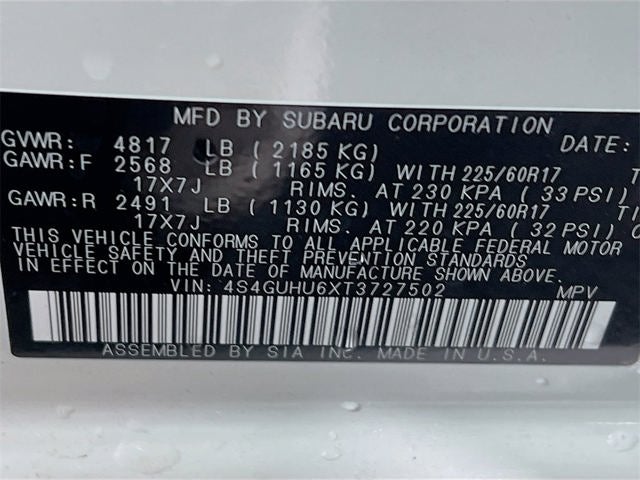 MFD BY SUBARU CORPORATION DATE:
GVWR: 4817 LB ( 2185 KG)
GAWR:F 2568 LB ( 1165 KG) WITH 225/60R17
17X7J RIMS. AT 230 KPA ( 33 PSI)
GAWR:R 2491 LB ( 1130 KG) WITH 225/60R17
17X7J RIMS. AT 220 KPA ( 32 PSI)
THIS VEHICLE CONFORMS TO ALL APPLICABLE FEDERAL MOTOR
VEHICLE SAFETY AND THEFT PREVENTION STANDARDS
IN EFFECT ON THE DATE OF MANUFACTURE SHOWN ABOVE.
VIN: 4S4GUHU6XT3727502 MPV
ASSEMBLED BY SIA INC. MADE IN U.S.A.